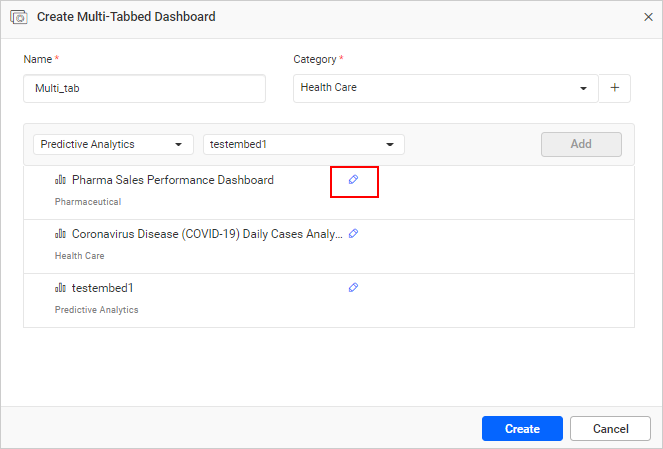 Create Multi-Tabbed Dashboard
Name * Category *
Multi_tab Health Care
Predictive Analytics testembed1 Add
Pharma Sales Performance Dashboard
Pharmaceutical
Coronavirus Disease (COVID-19) Daily Cases Analy...
Health Care
testembed1
Predictive Analytics
Create Cancel